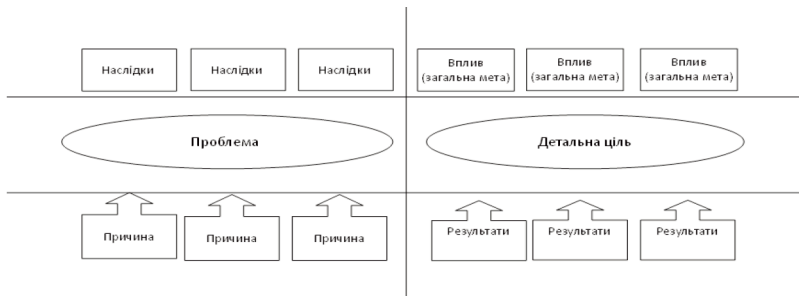 Наслідки
Наслідки
Наслідки
Вплив
(загальна мета)
Вплив
(загальна мета)
Вплив
(загальна мета)
Проблема
Детальна ціль
Причина
Причина
Причина
Результати
Результати
Результати